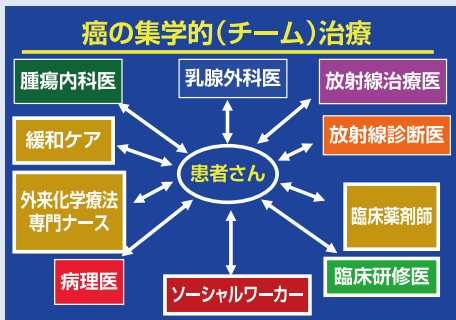 癌の集学的(チーム)治療
腫瘍内科医
乳腺外科医
放射線治療医
緩和ケア
放射線診断医
患者さん
外来化学療法
専門ナース
臨床薬剤師
病理医
ソーシャルワーカー
臨床研修医